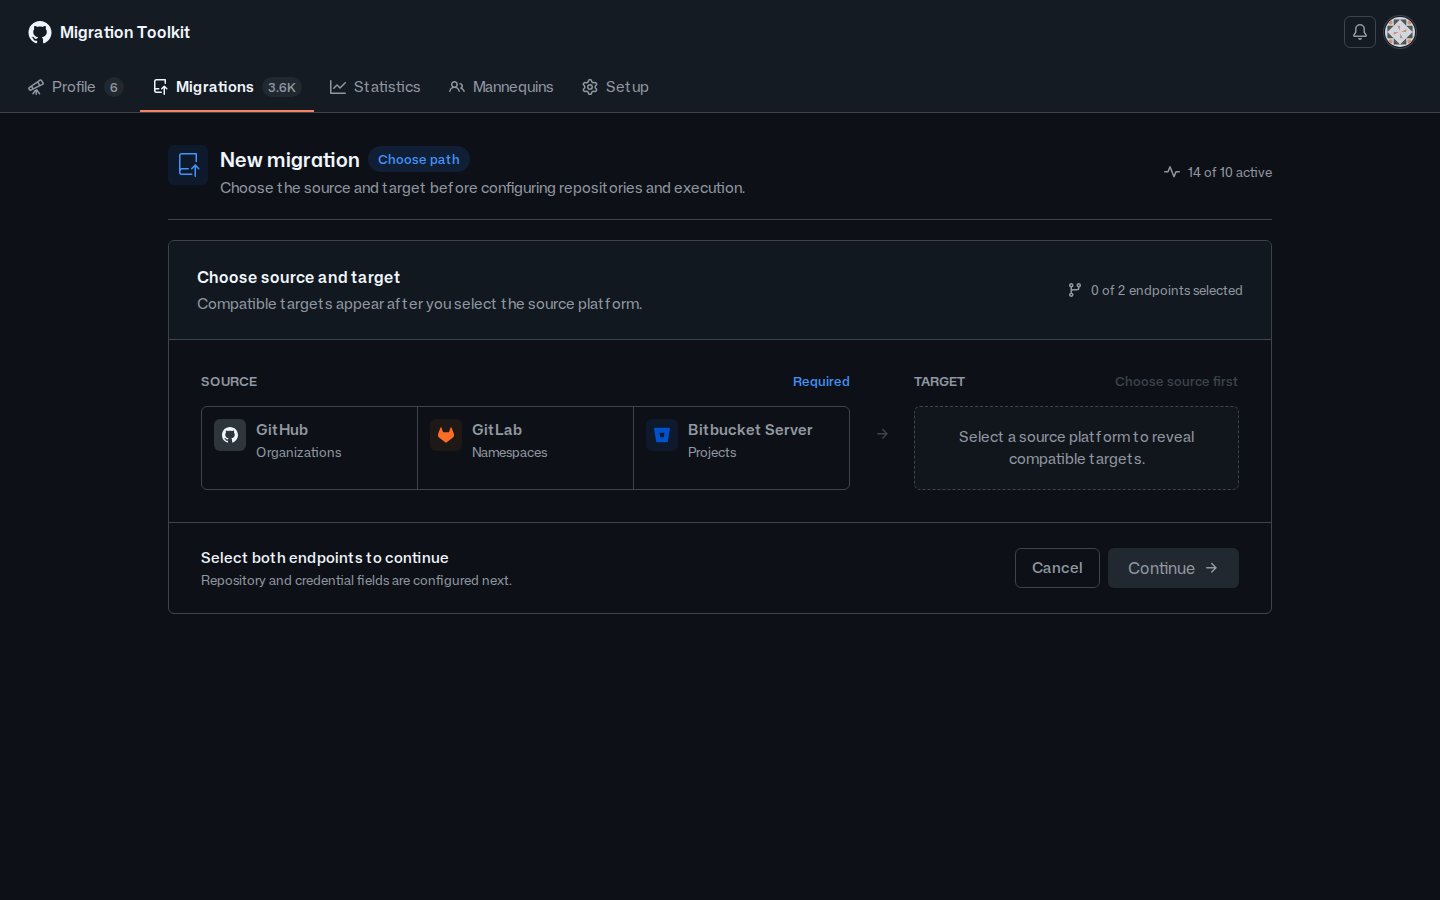 Migration Toolkit
Profile 6
Migrations 3.6K
Statistics
Mannequins
Setup
New migration
Choose path
Choose the source and target before configuring repositories and execution.
14 of 10 active
Choose source and target
Compatible targets appear after you select the source platform.
0 of 2 endpoints selected
SOURCE
Required
GitHub
Organizations
GitLab
Namespaces
Bitbucket Server
Projects
TARGET
Choose source first
Select a source platform to reveal
compatible targets.
Select both endpoints to continue
Repository and credential fields are configured next.
Cancel
Continue